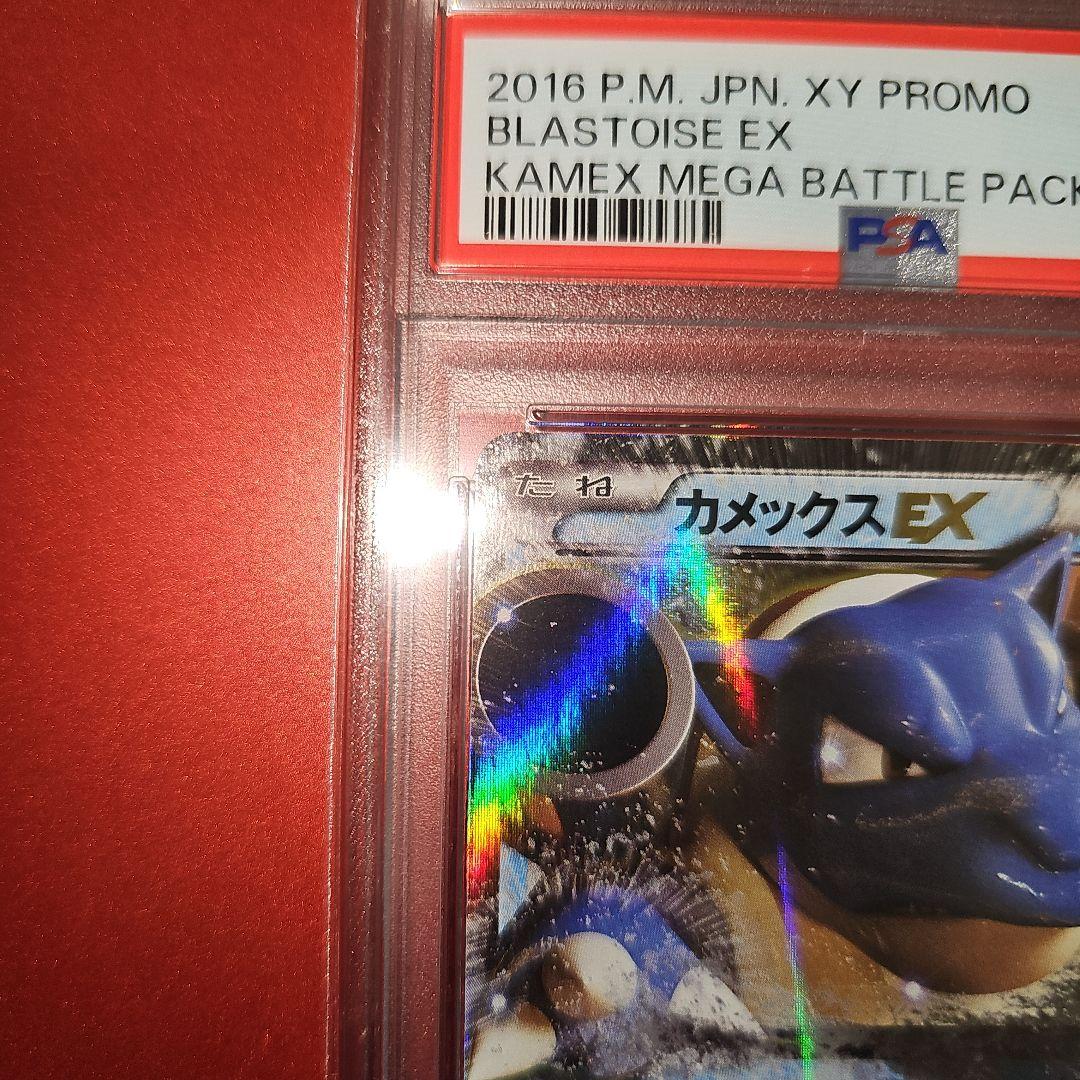 2016 P.M. JPN. XY PROMO
BLASTOISE EX
KAMEX MEGA BATTLE PACK
PSA
たね
カメックスEX